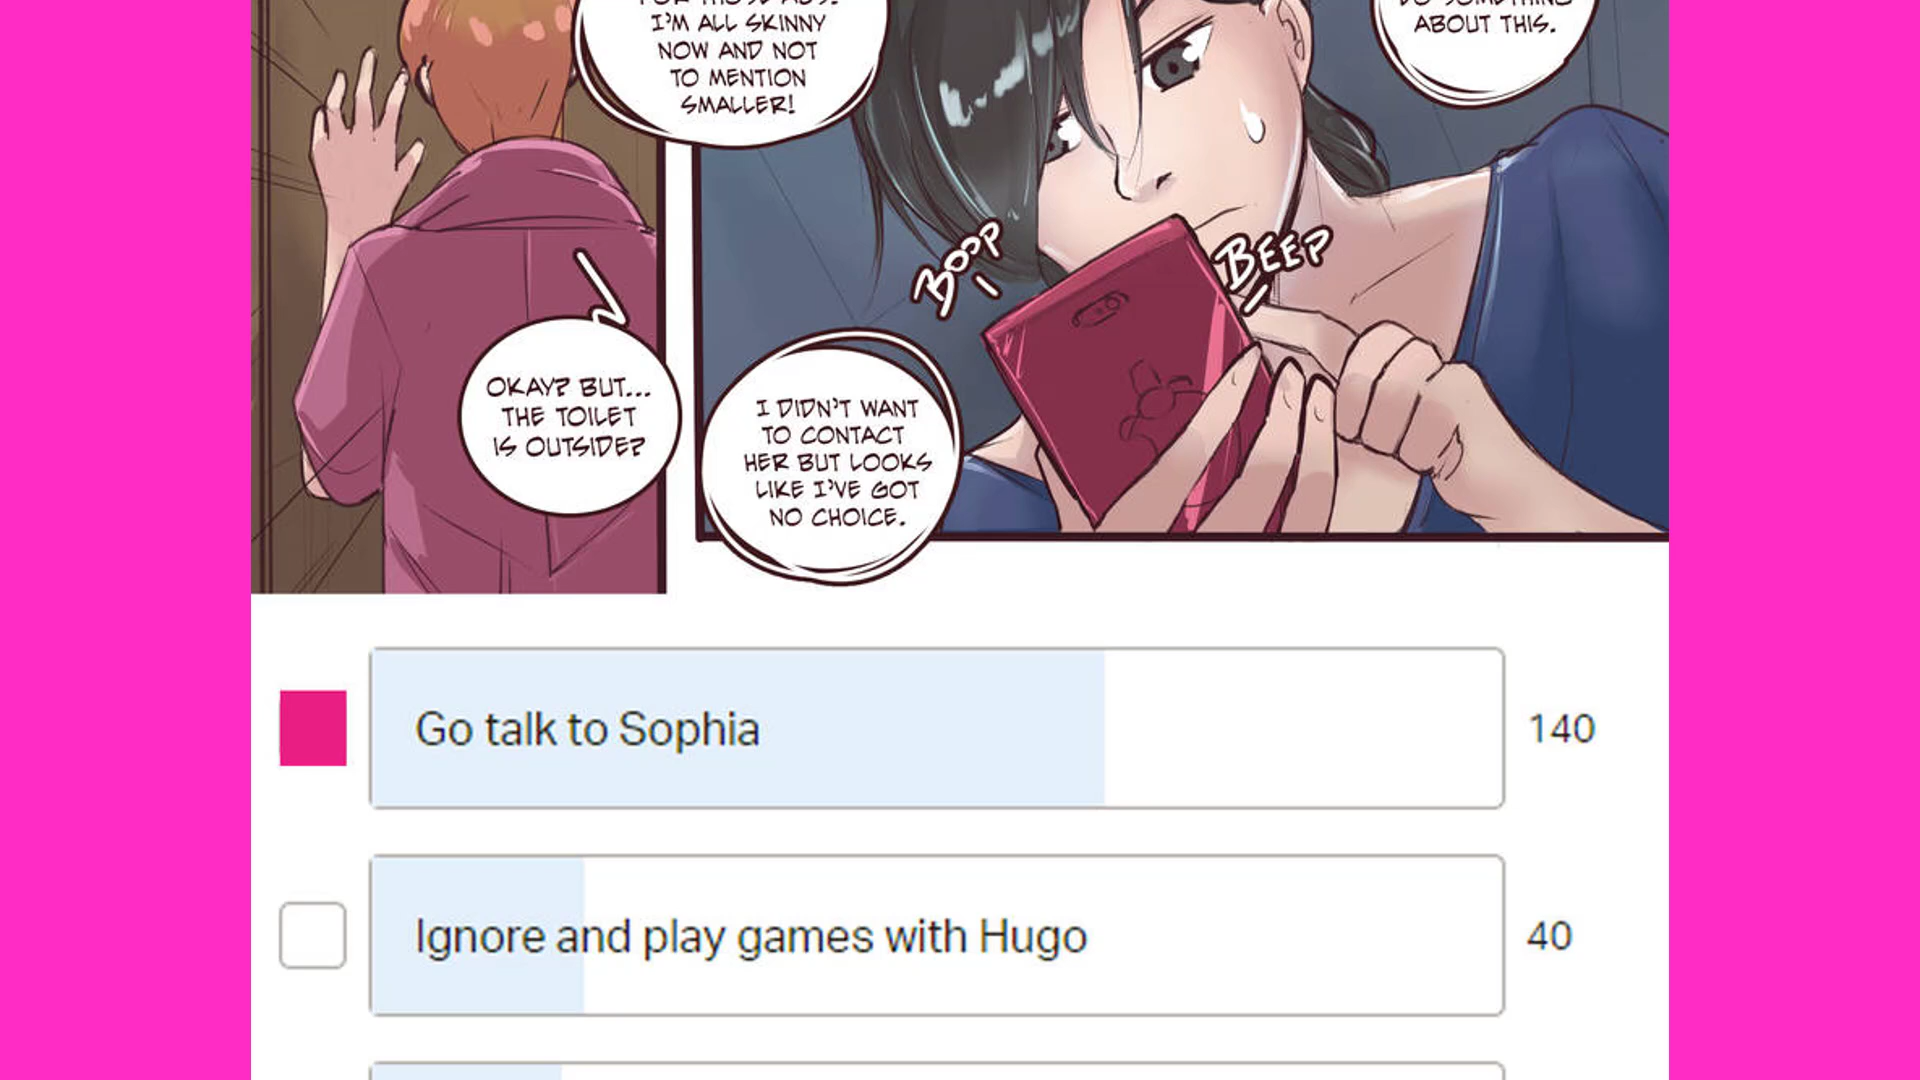 I'M ALL SKINNY
NOW AND NOT
TO MENTION
SMALLER!
ABOUT THIS.
BOOP
BEEP
OKAY? BUT...
THE TOILET
IS OUTSIDE?
I DIDN'T WANT
TO CONTACT
HER BUT LOOKS
LIKE I'VE GOT
NO CHOICE.
Go talk to Sophia
140
Ignore and play games with Hugo
40